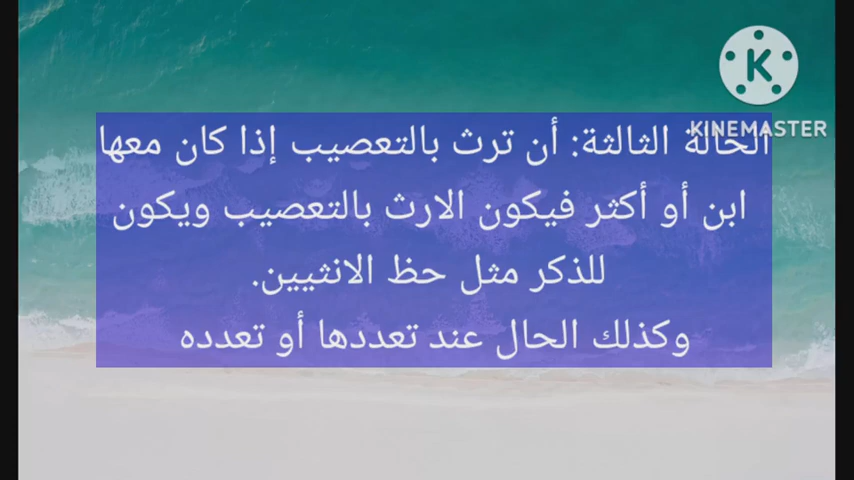 KINEMASTER
الحالة الثالثة: أن ترث بالتعصيب إذا كان معها
ابن أو أكثر فيكون الارث بالتعصيب ويكون
للذكر مثل حظ الانثيين.
وكذلك الحال عند تعددها أو تعدده